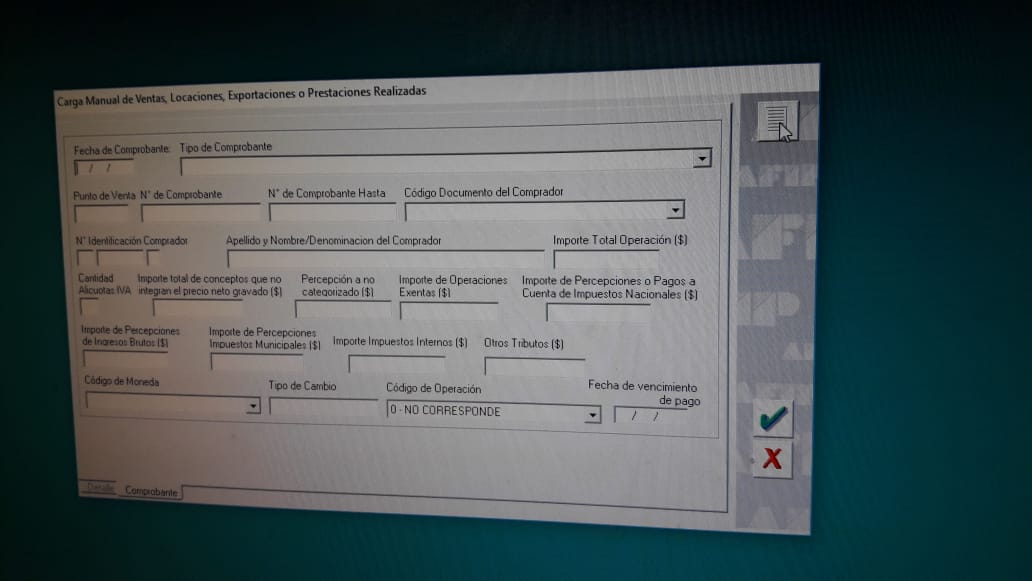 Carga Manual de Ventas, Locaciones, Exportaciones o Prestaciones Realizadas
Fecha de Comprobante: Tipo de Comprobante
/ /
Punto de Venta N° de Comprobante N° de Comprobante Hasta Código Documento del Comprador
N° Identificación Comprador Apellido y Nombre/Denominacion del Comprador Importe Total Operación ($)
Cantidad Importe total de conceptos que no Percepción a no Importe de Operaciones Importe de Percepciones o Pagos a
Alicuotas IVA integran el precio neto gravado ($) categorizado ($) Exentas ($) Cuenta de Impuestos Nacionales ($)
Importe de Percepciones Importe de Percepciones
de Ingresos Brutos ($) Impuestos Municipales ($) Importe Impuestos Internos ($) Otros Tributos ($)
Código de Moneda Tipo de Cambio Código de Operación Fecha de vencimiento
de pago
0 - NO CORRESPONDE / /
Detalle Comprobante
AFIP